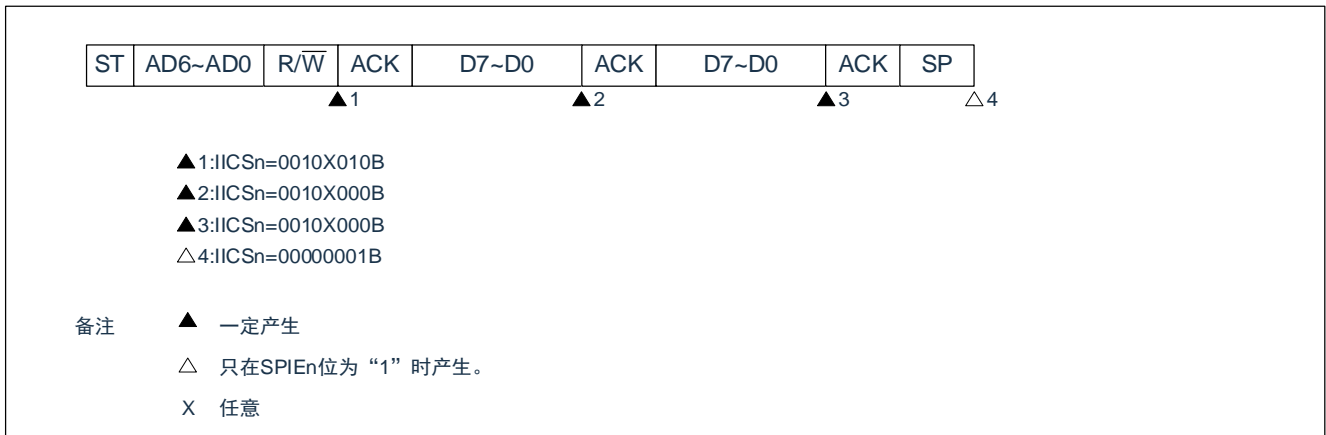 ST AD6~AD0 R/W ACK D7~D0 ACK D7~D0 ACK SP
▲1 ▲2 ▲3 △4
▲1:IICSn=0010X010B
▲2:IICSn=0010X000B
▲3:IICSn=0010X000B
△4:IICSn=00000001B
备注 ▲ 一定产生
△ 只在SPIEn位为“1”时产生。
X 任意